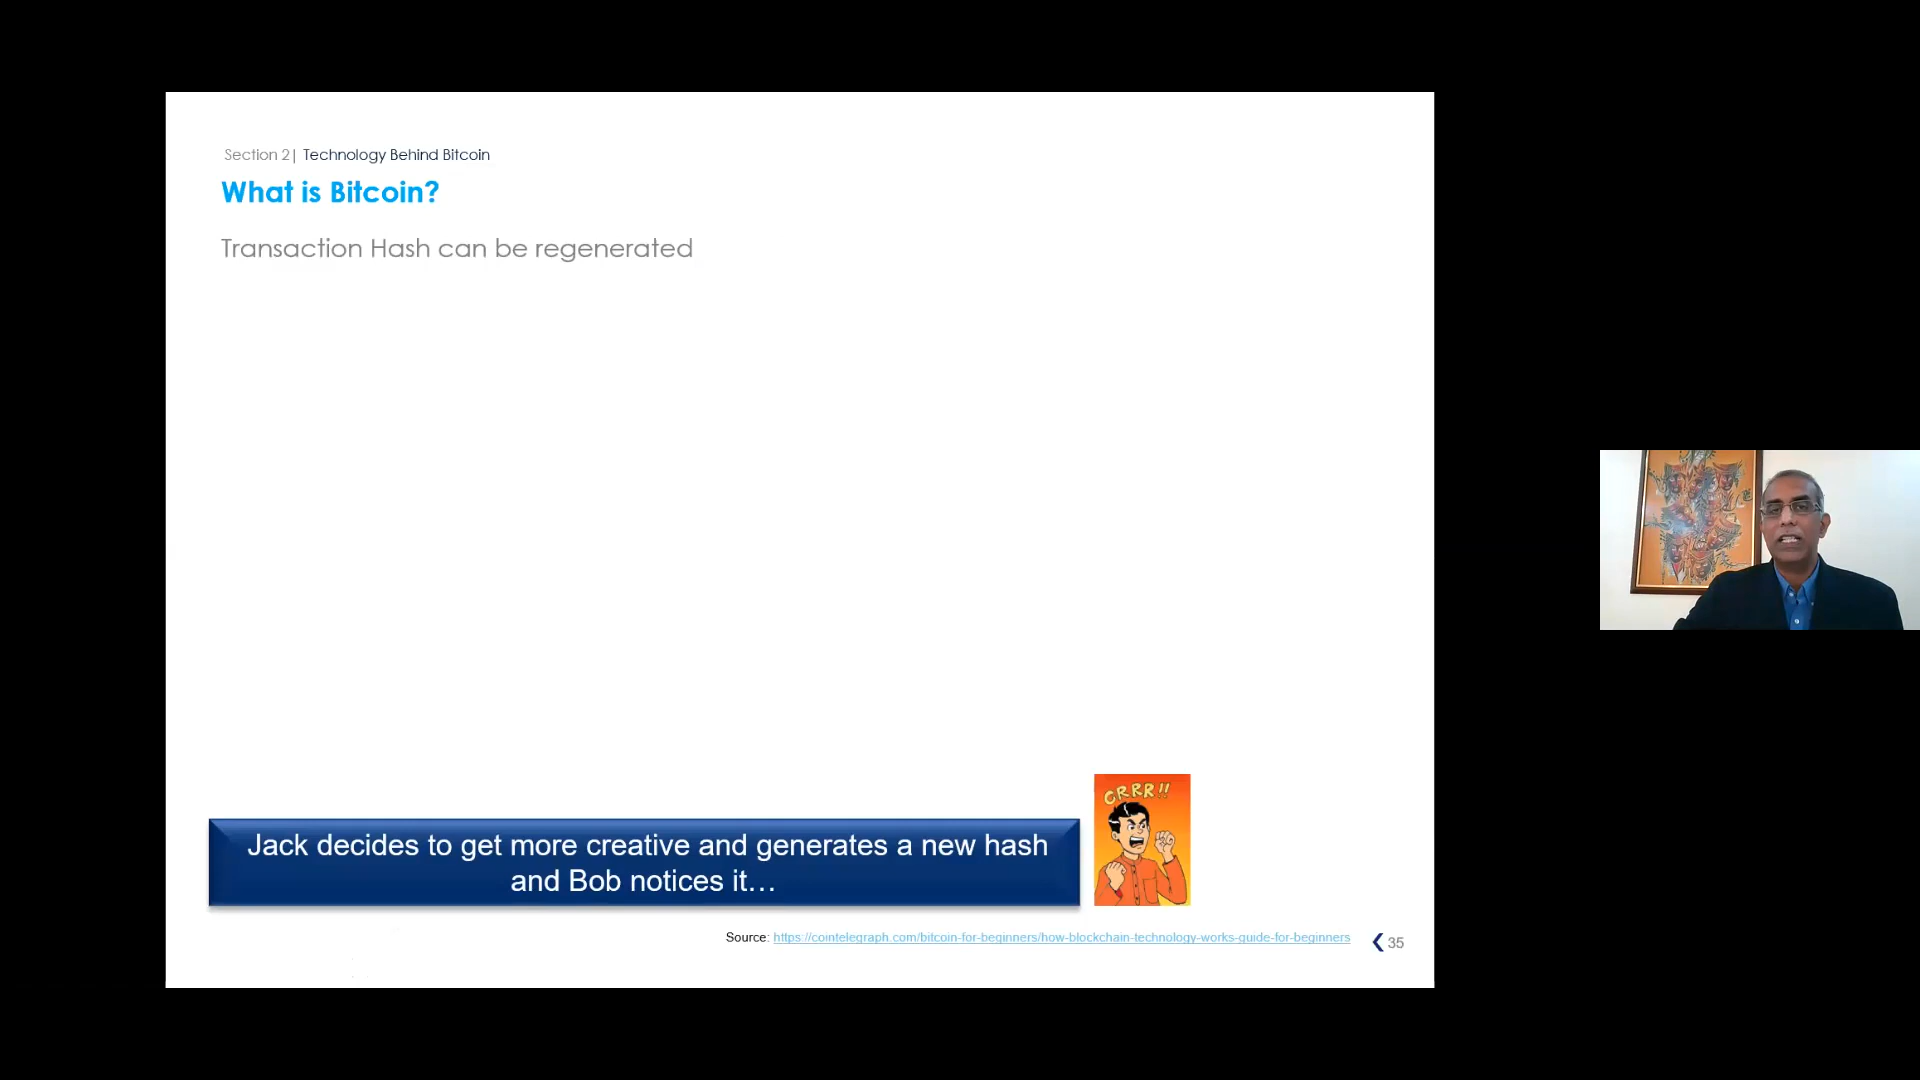 Section 2| Technology Behind Bitcoin
What is Bitcoin?
Transaction Hash can be regenerated
GRRR!!
Jack decides to get more creative and generates a new hash
and Bob notices it…
Source: https://cointelegraph.com/bitcoin-for-beginners/how-blockchain-technology-works-guide-for-beginners
35